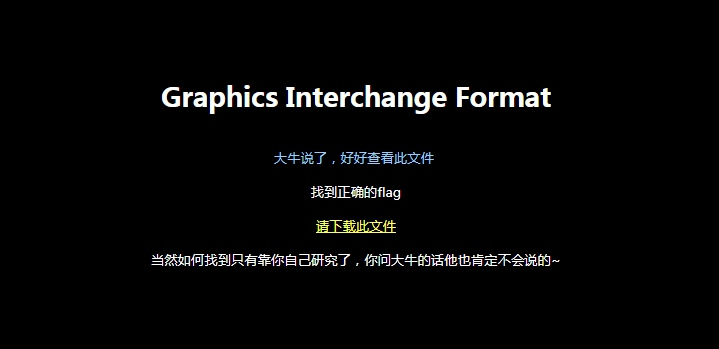 Graphics Interchange Format
大牛说了，好好查看此文件
找到正确的flag
请下载此文件
当然如何找到只有靠你自己研究了，你问大牛的话他也肯定不会说的~